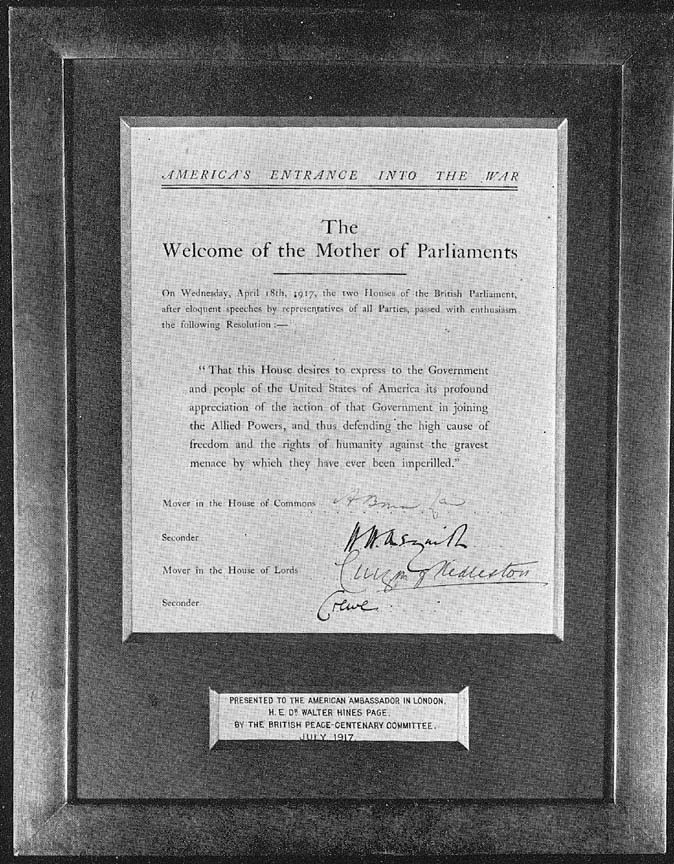 AMERICA'S ENTRANCE INTO THE WAR
The
Welcome of the Mother of Parliaments
On Wednesday, April 18th, 1917, the two Houses of the British Parliament,
after eloquent speeches by representatives of all Parties, passed with enthusiasm
the following Resolution :—
“ That this House desires to express to the Government
and people of the United States of America its profound
appreciation of the action of that Government in joining
the Allied Powers, and thus defending the high cause of
freedom and the rights of humanity against the gravest
menace by which they have ever been imperilled.”
Mover in the House of Commons A Bonar Law
Seconder H. H. Asquith
Mover in the House of Lords Curzon of Kedleston
Seconder Crewe
PRESENTED TO THE AMERICAN AMBASSADOR IN LONDON,
H. E. DR WALTER HINES PAGE.
BY THE BRITISH PEACE-CENTENARY COMMITTEE.
JULY 1917.